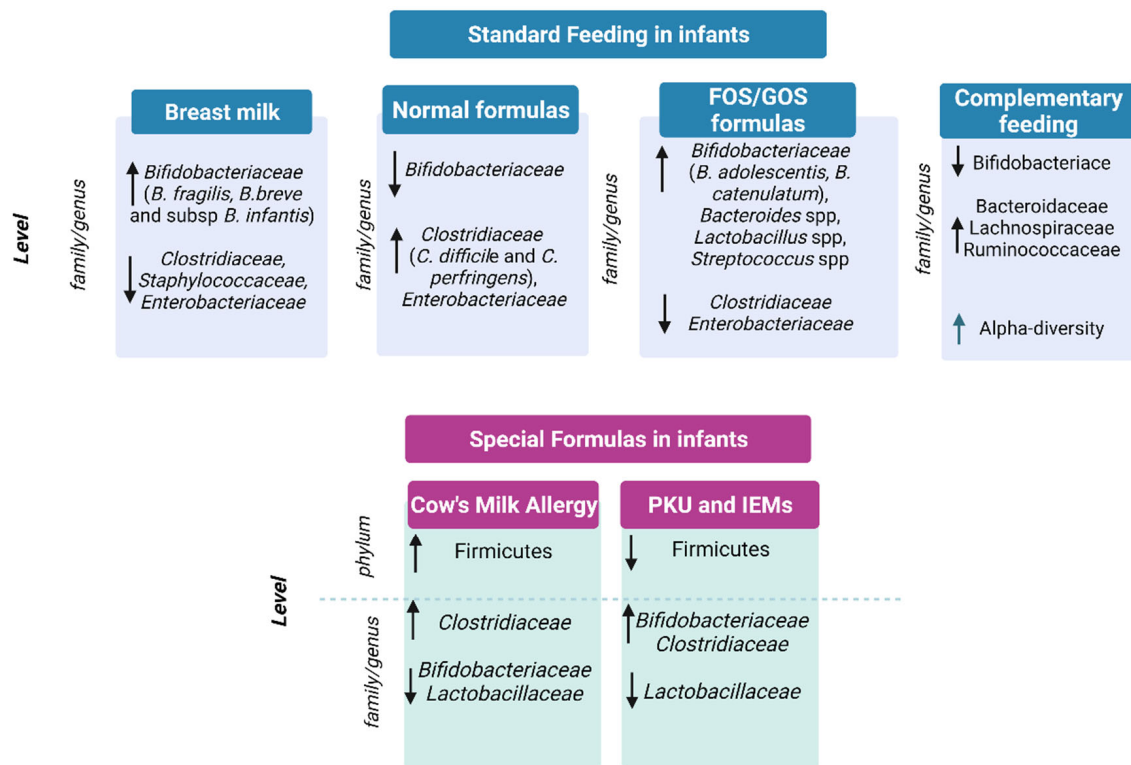 Standard Feeding in infants
Breast milk
Normal formulas
FOS/GOS
formulas
Complementary
feeding
Level
family/genus
Bifidobacteriaceae
(B. fragilis, B.breve
and subsp B. infantis)
Clostridiaceae,
Staphylococcaceae,
Enterobacteriaceae
family/genus
Bifidobacteriaceae
Clostridiaceae
(C. difficile and C.
perfringens),
Enterobacteriaceae
family/genus
Bifidobacteriaceae
(B. adolescentis, B.
catenulatum),
Bacteroides spp,
Lactobacillus spp,
Streptococcus spp
Clostridiaceae
Enterobacteriaceae
family/genus
Bifidobacteriace
Bacteroidaceae
Lachnospiraceae
Ruminococcaceae
Alpha-diversity
Special Formulas in infants
Cow's Milk Allergy
PKU and IEMs
Level
phylum
Firmicutes
Firmicutes
family/genus
Clostridiaceae
Bifidobacteriaceae
Lactobacillaceae
Bifidobacteriaceae
Clostridiaceae
Lactobacillaceae